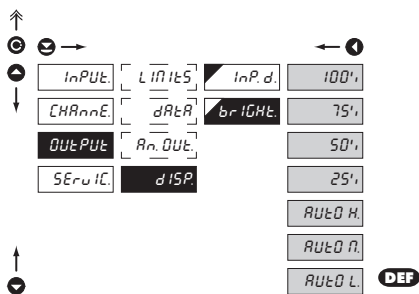 InPUt. LIMItS InP. d. 100%
CHAnnE. dAtA brIGHt. 75%
OUtPUt An. OUt. 50%
SErvIC. dISP. 25%
AUtO H.
AUtO M.
AUtO L. DEF